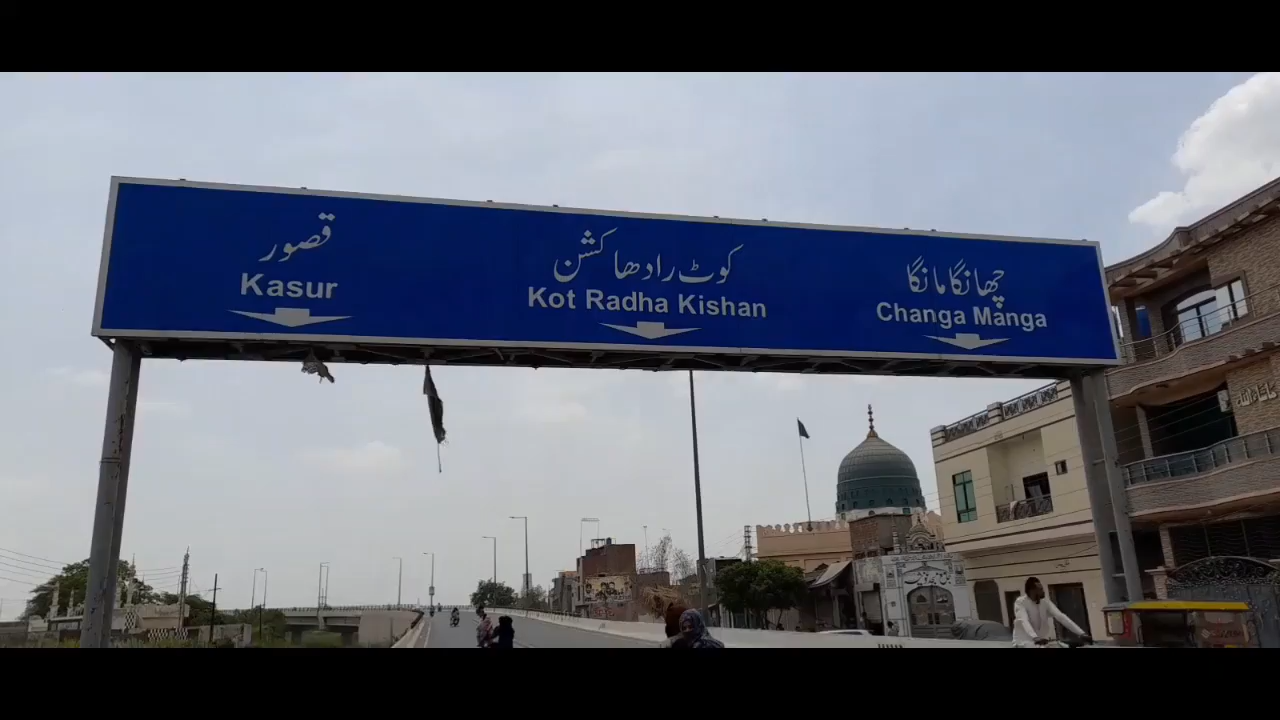 قصور
Kasur
کوٹ رادھا کشن
Kot Radha Kishan
چھانگا مانگا
Changa Manga